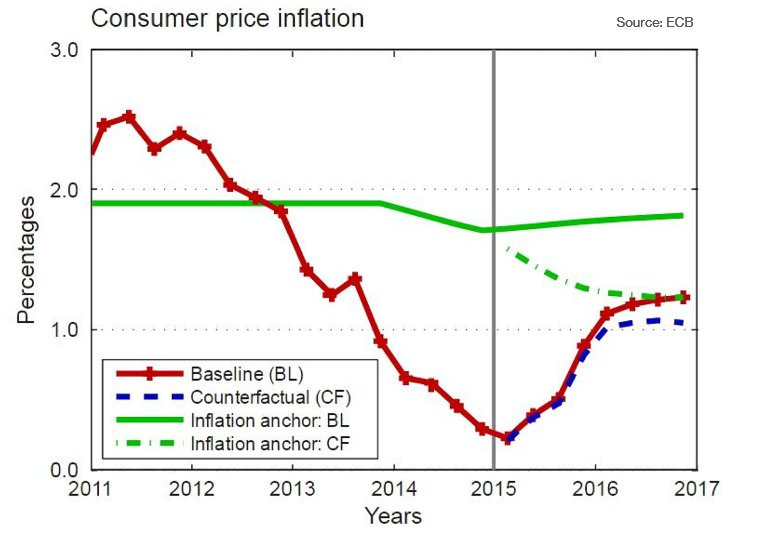 Consumer price inflation
Source: ECB
3.0
2.0
1.0
0.0
Percentages
Baseline (BL)
Counterfactual (CF)
Inflation anchor: BL
Inflation anchor: CF
2011 2012 2013 2014 2015 2016 2017
Years